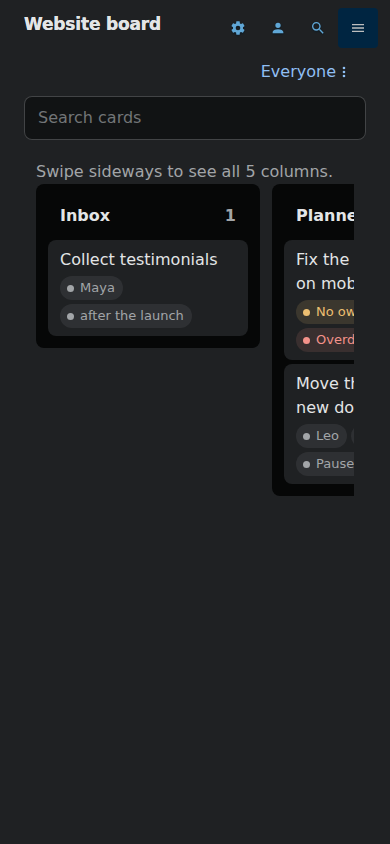 Website board
Everyone
Search cards
Swipe sideways to see all 5 columns.
Inbox 1
Collect testimonials
Maya
after the launch
Fix the
on mob
No ow
Overd
Move
new do
Leo
Pause